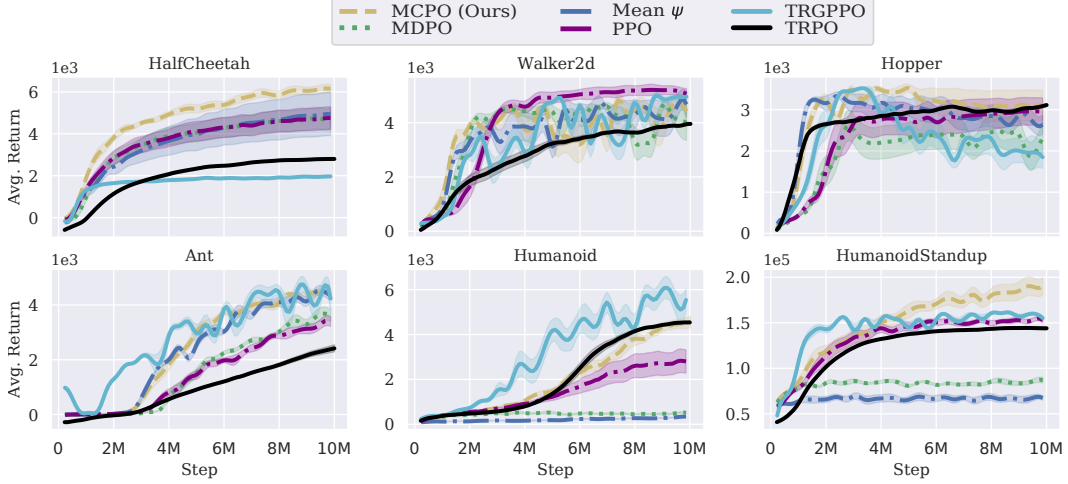 MCPO (Ours) Mean ψ TRGPPO
MDPO PPO TRPO
HalfCheetah Walker2d Hopper
1e3 1e3 1e3
Avg. Return
6
4
2
0
6
4
2
0
3
2
1
Ant Humanoid HumanoidStandup
1e3 1e3 1e5
Avg. Return
4
2
0
6
4
2
0
2.0
1.5
1.0
0.5
0 2M 4M 6M 8M 10M 0 2M 4M 6M 8M 10M 0 2M 4M 6M 8M 10M
Step Step Step